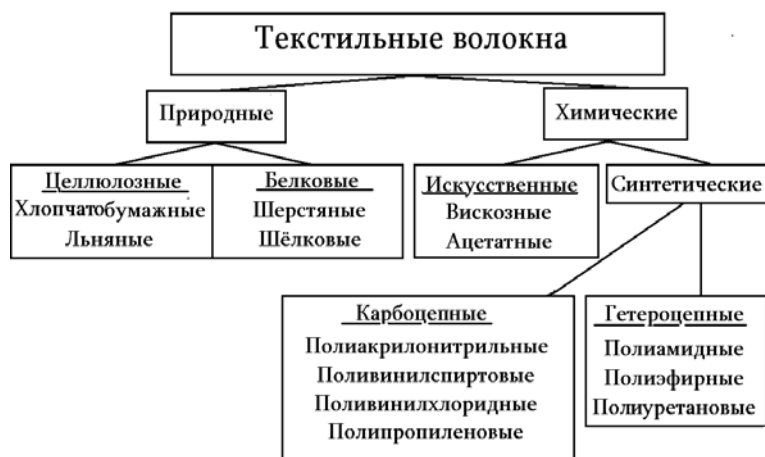 Текстильные волокна
Природные
Химические
Целлюлозные
Хлопчатобумажные
Льняные
Белковые
Шерстяные
Шёлковые
Искусственные
Вискозные
Ацетатные
Синтетические
Карбоцепные
Полиакрилонитрильные
Поливинилспиртовые
Поливинилхлоридные
Полипропиленовые
Гетероцепные
Полиамидные
Полиэфирные
Полиуретановые